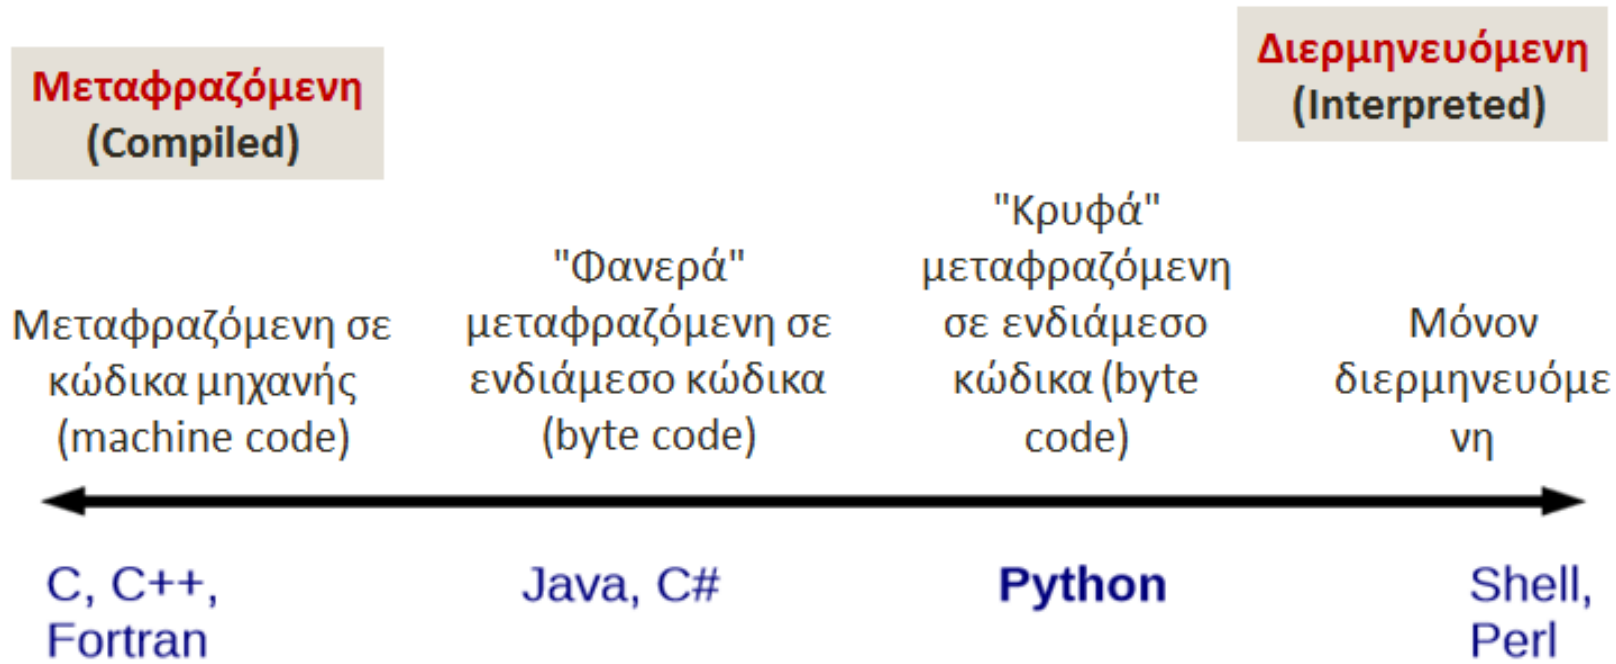 Μεταφραζόμενη
(Compiled)
Διερμηνευόμενη
(Interpreted)
Μεταφραζόμενη σε
κώδικα μηχανής
(machine code)
"Φανερά"
μεταφραζόμενη σε
ενδιάμεσο κώδικα
(byte code)
"Κρυφά"
μεταφραζόμενη
σε ενδιάμεσο
κώδικα (byte
code)
Μόνον
διερμηνευόμε
νη
C, C++,
Fortran
Java, C#
Python
Shell,
Perl